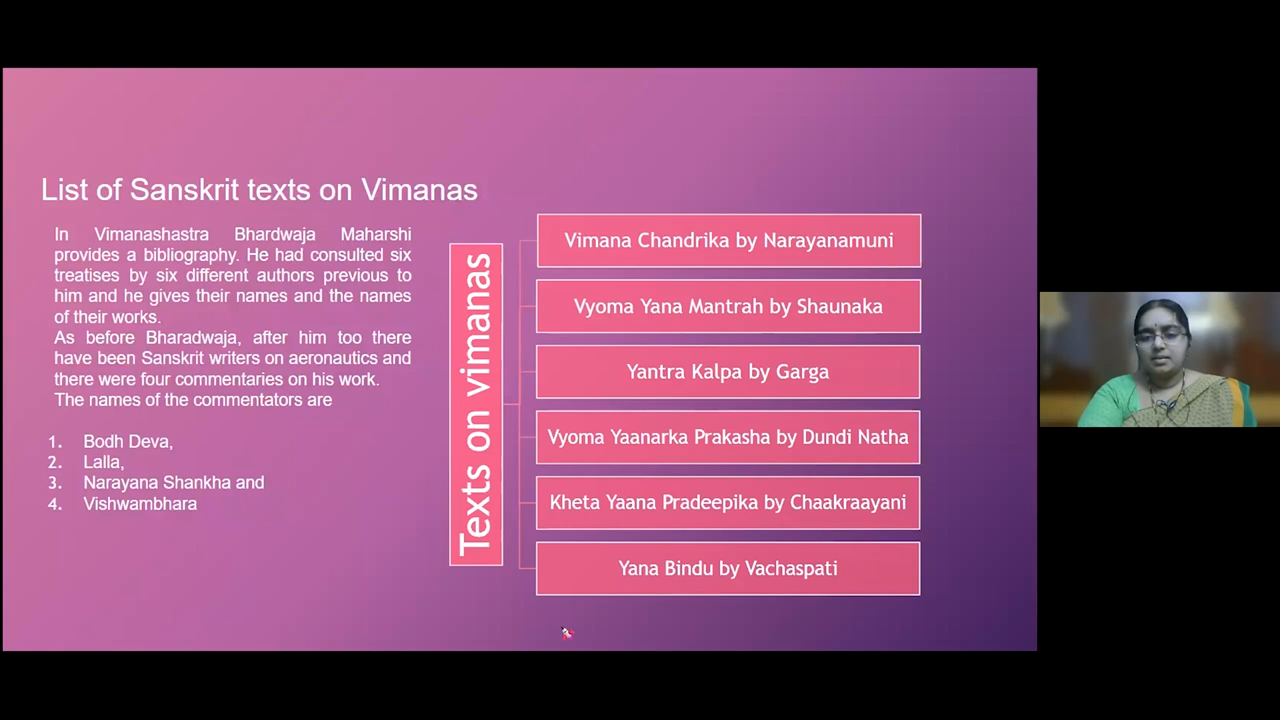 List of Sanskrit texts on Vimanas
In Vimanashastra Bhardwaja Maharshi
provides a bibliography. He had consulted six
treatises by six different authors previous to
him and he gives their names and the names
of their works.
As before Bharadwaja, after him too there
have been Sanskrit writers on aeronautics and
there were four commentaries on his work.
The names of the commentators are
1. Bodh Deva,
2. Lalla,
3. Narayana Shankha and
4. Vishwambhara
Texts on vimanas
Vimana Chandrika by Narayanamuni
Vyoma Yana Mantrah by Shaunaka
Yantra Kalpa by Garga
Vyoma Yaanarka Prakasha by Dundi Natha
Kheta Yaana Pradeepika by Chaakraayani
Yana Bindu by Vachaspati